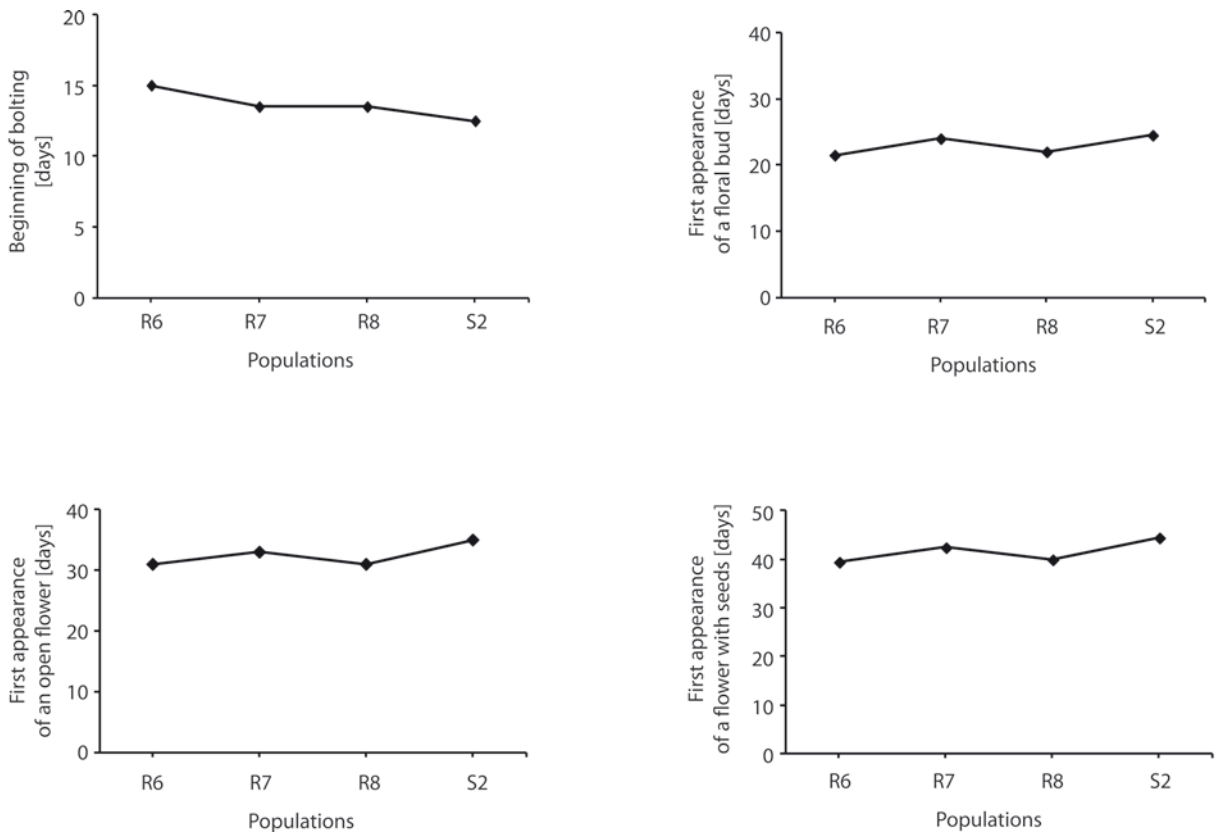 Beginning of bolting
[days]
20
15
10
5
0
R6 R7 R8 S2
Populations
First appearance
of a floral bud [days]
40
30
20
10
0
R6 R7 R8 S2
Populations
First appearance
of an open flower [days]
40
30
20
10
0
R6 R7 R8 S2
Populations
First appearance
of a flower with seeds [days]
50
40
30
20
10
0
R6 R7 R8 S2
Populations